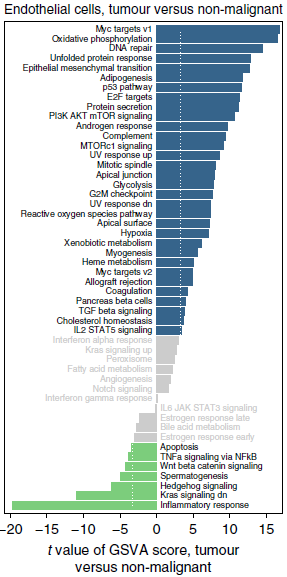 Endothelial cells, tumour versus non-malignant
Myc targets v1
Oxidative phosphorylation
DNA repair
Unfolded protein response
Epithelial mesenchymal transition
Adipogenesis
p53 pathway
E2F targets
Protein secretion
PI3K AKT mTOR signaling
Androgen response
Complement
MTORc1 signaling
UV response up
Mitotic spindle
Apical junction
Glycolysis
G2M checkpoint
UV response dn
Reactive oxygen species pathway
Apical surface
Hypoxia
Xenobiotic metabolism
Myogenesis
Heme metabolism
Myc targets v2
Allograft rejection
Coagulation
Pancreas beta cells
TGF beta signaling
Cholesterol homeostasis
IL2 STAT5 signaling
Interferon alpha response
Kras signaling up
Peroxisome
Fatty acid metabolism
Angiogenesis
Notch signaling
Interferon gamma response
IL6 JAK STAT3 signaling
Estrogen response late
Bile acid metabolism
Estrogen response early
Apoptosis
TNFa signaling via NFkB
Wnt beta catenin signaling
Spermatogenesis
Hedgehog signaling
Kras signaling dn
Inflammatory response
−20 −15 −10 −5 0 5 10 15
t value of GSVA score, tumour
versus non-malignant